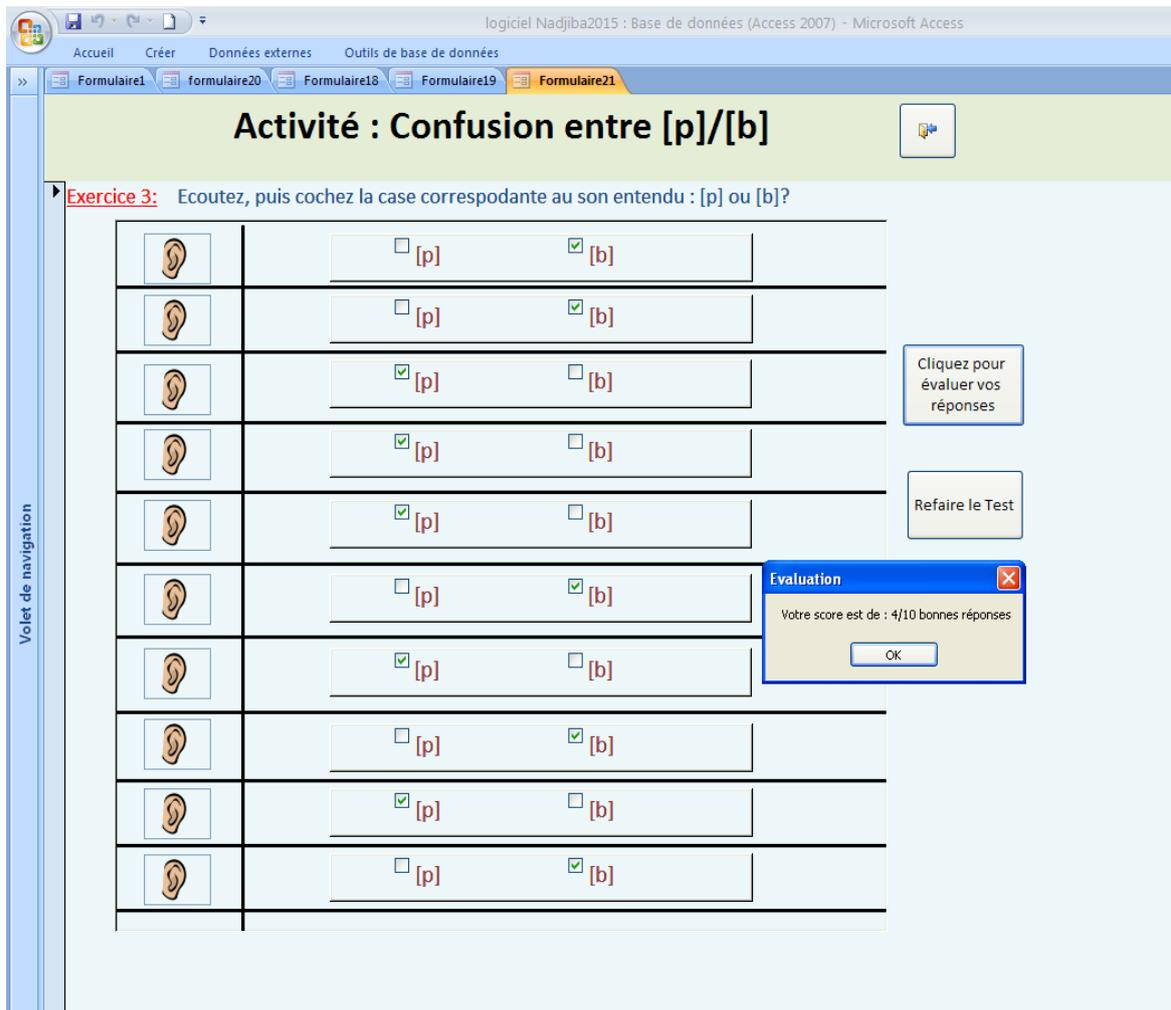 logiciel Nadjiba2015 : Base de données (Access 2007) - Microsoft Access
Accueil Créer Données externes Outils de base de données
Formulaire1 formulaire20 Formulaire18 Formulaire19 Formulaire21
Activité : Confusion entre [p]/[b]
Exercice 3: Ecoutez, puis cochez la case correspodante au son entendu : [p] ou [b]?
[p] [b]
[p] [b]
[p] [b]
[p] [b]
[p] [b]
[p] [b]
[p] [b]
[p] [b]
[p] [b]
[p] [b]
Cliquez pour
évaluer vos
réponses
Refaire le Test
Evaluation
Votre score est de : 4/10 bonnes réponses
OK
Volet de navigation